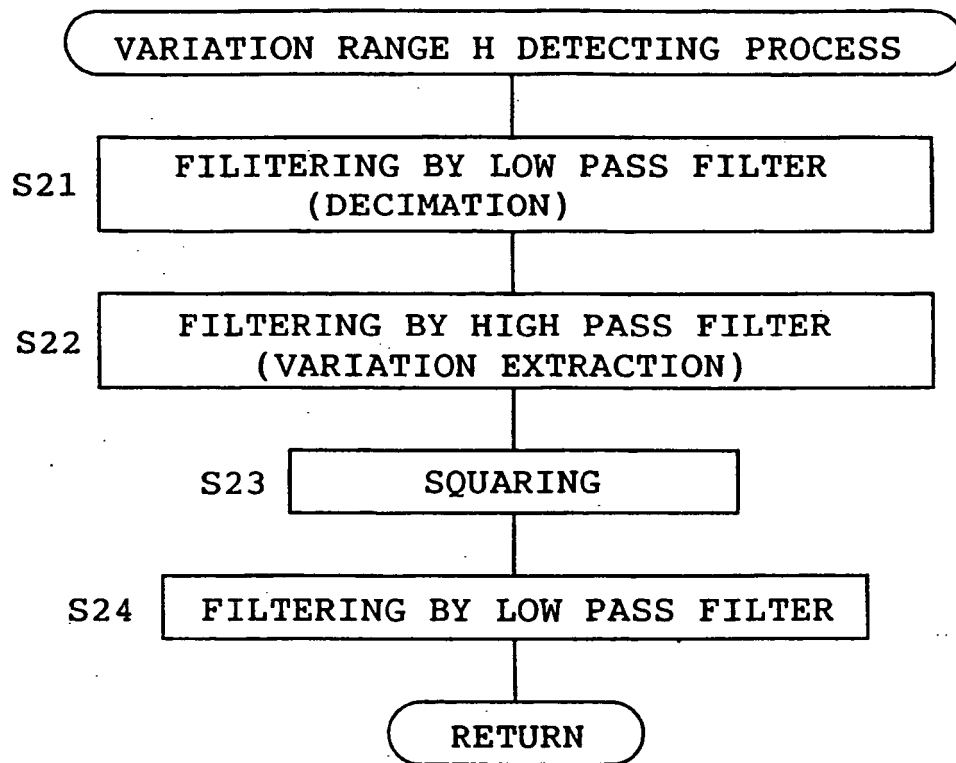 VARIATION RANGE H DETECTING PROCESS
S21
FILITERING BY LOW PASS FILTER
(DECIMATION)
S22
FILTERING BY HIGH PASS FILTER
(VARIATION EXTRACTION)
S23
SQUARING
S24
FILTERING BY LOW PASS FILTER
RETURN